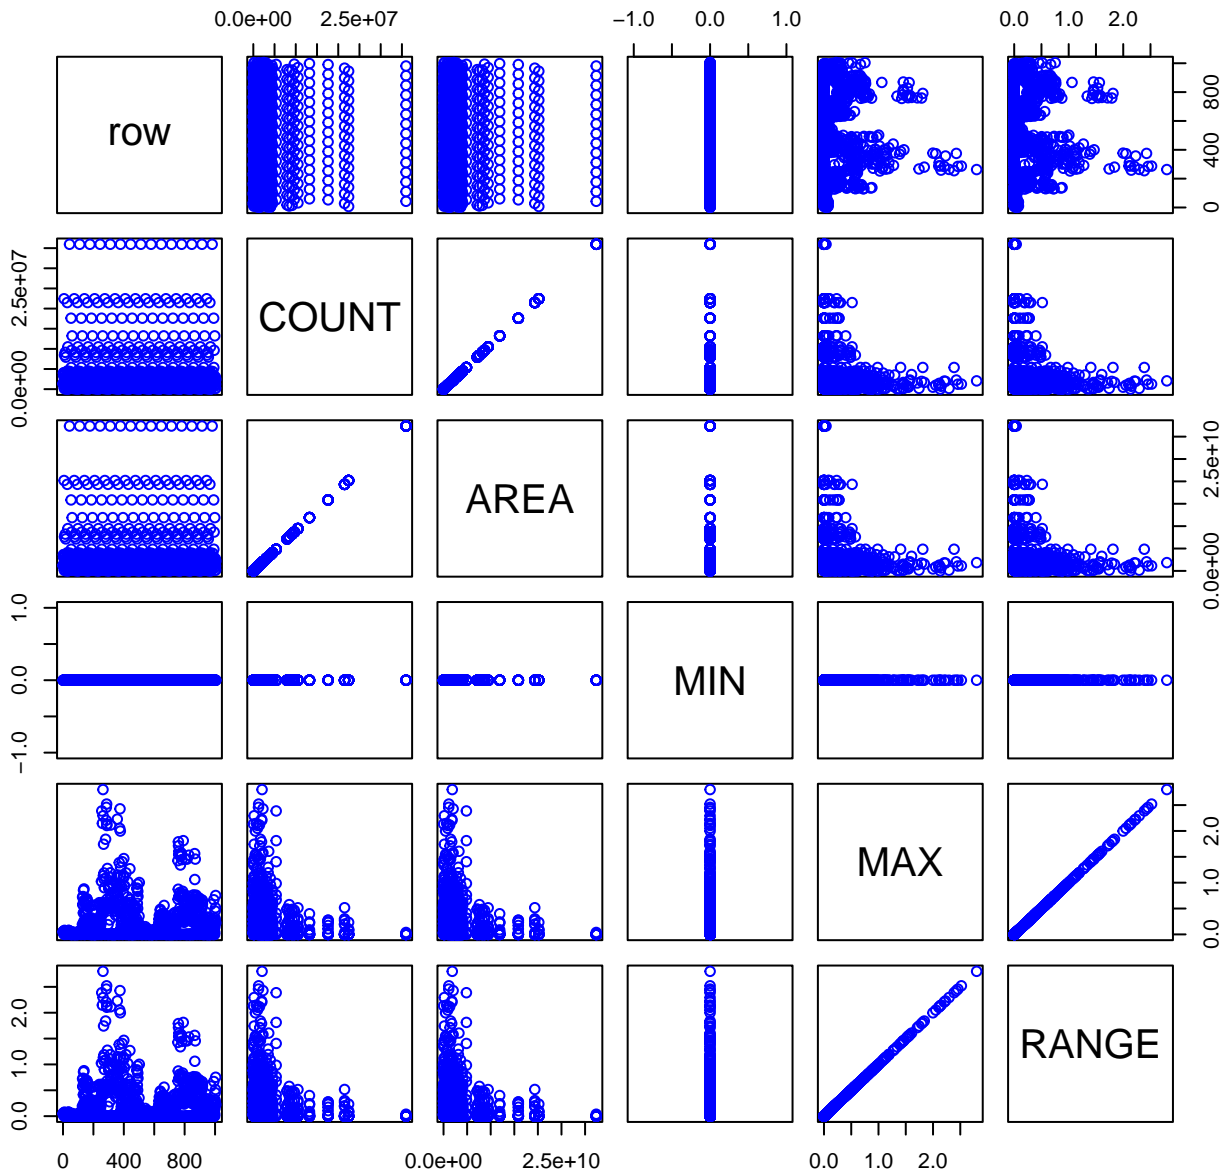 0.0e+00 2.5e+07 −1.0 0.0 1.0 0.0 1.0 2.0
row 0 400 800
0.0e+00 2.5e+07 COUNT
AREA 0.0e+00 2.5e+10
−1.0 0.0 1.0 MIN
MAX 0.0 1.0 2.0
0.0 1.0 2.0 RANGE
0 400 800 0.0e+00 2.5e+10 0.0 1.0 2.0